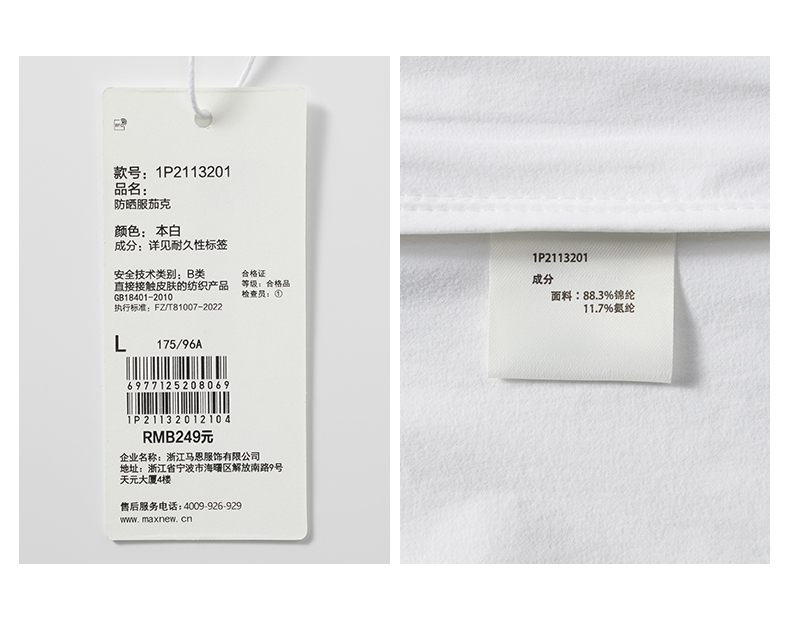 款号：1P2113201
品名：
防晒服茄克
颜色：本白
成分：详见耐久性标签
安全技术类别：B类
直接接触皮肤的纺织产品
GB18401-2010
执行标准：FZ/T81007-2022
合格证
等级：合格品
检查员：①
L 175/96A
6977125208069
1P21132012104
RMB249元
企业名称：浙江马恩服饰有限公司
地址：浙江省宁波市海曙区解放南路9号
天元大厦4楼
售后服务电话：4009-926-929
www.maxnew.cn
1P2113201
成分
面料：88.3%锦纶
11.7%氨纶